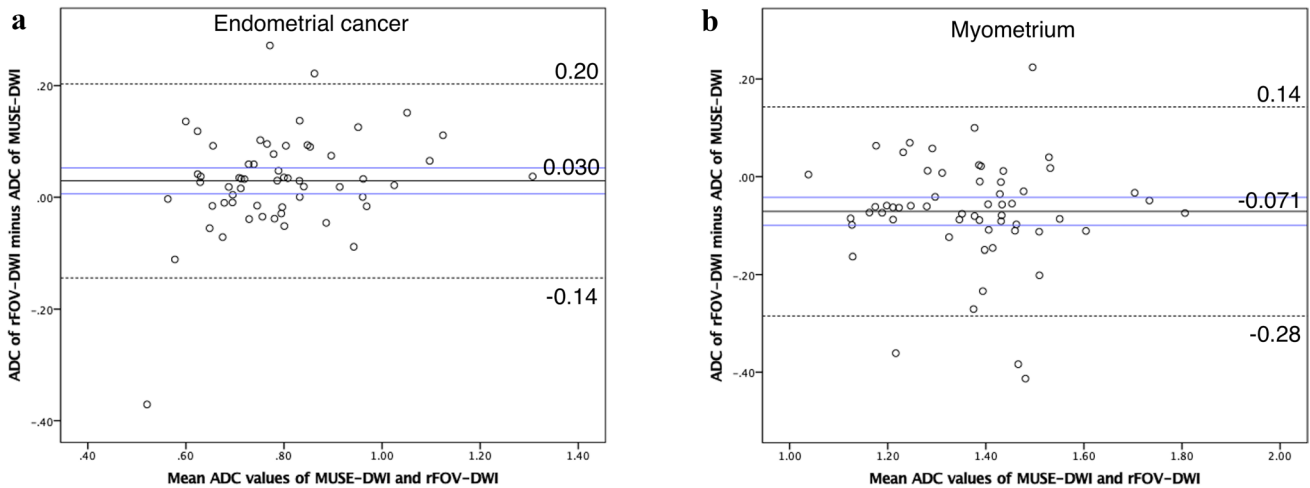 a
Endometrial cancer
ADC of rFOV-DWI minus ADC of MUSE-DWI
.20
.00
-.20
-.40
0.20
0.030
-0.14
.40 .60 .80 1.00 1.20 1.40
Mean ADC values of MUSE-DWI and rFOV-DWI
b
Myometrium
ADC of rFOV-DWI minus ADC of MUSE-DWI
.20
.00
-.20
-.40
0.14
-0.071
-0.28
1.00 1.20 1.40 1.60 1.80 2.00
Mean ADC values of MUSE-DWI and rFOV-DWI